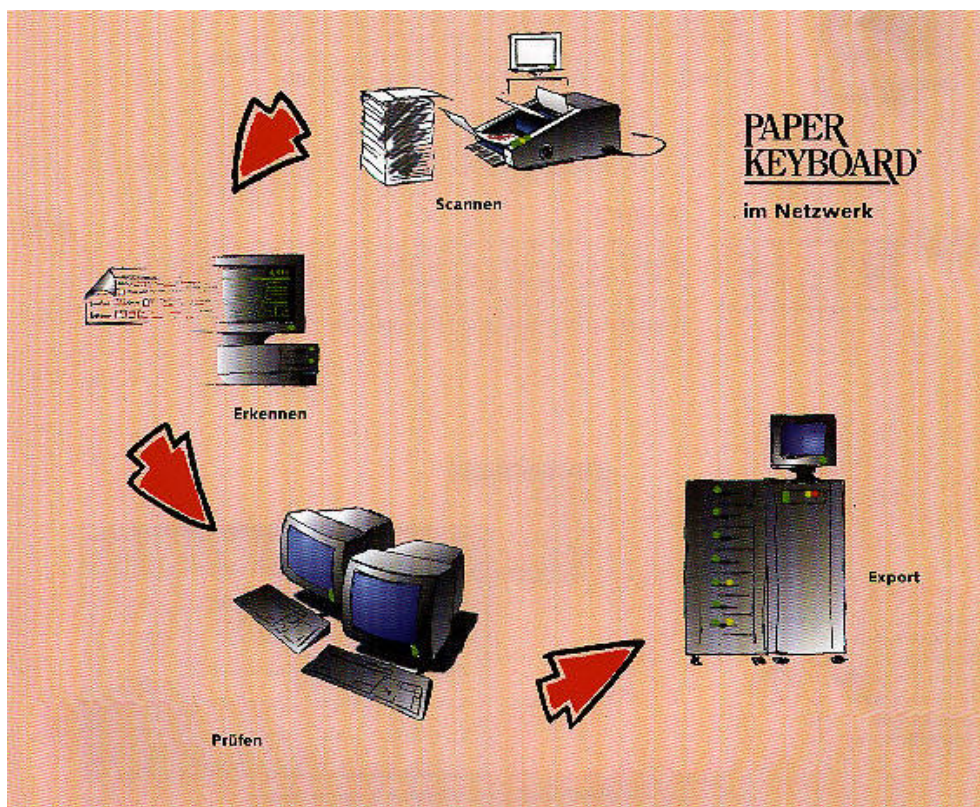 PAPER
KEYBOARD
im Netzwerk
Scannen
Erkennen
Prüfen
Export